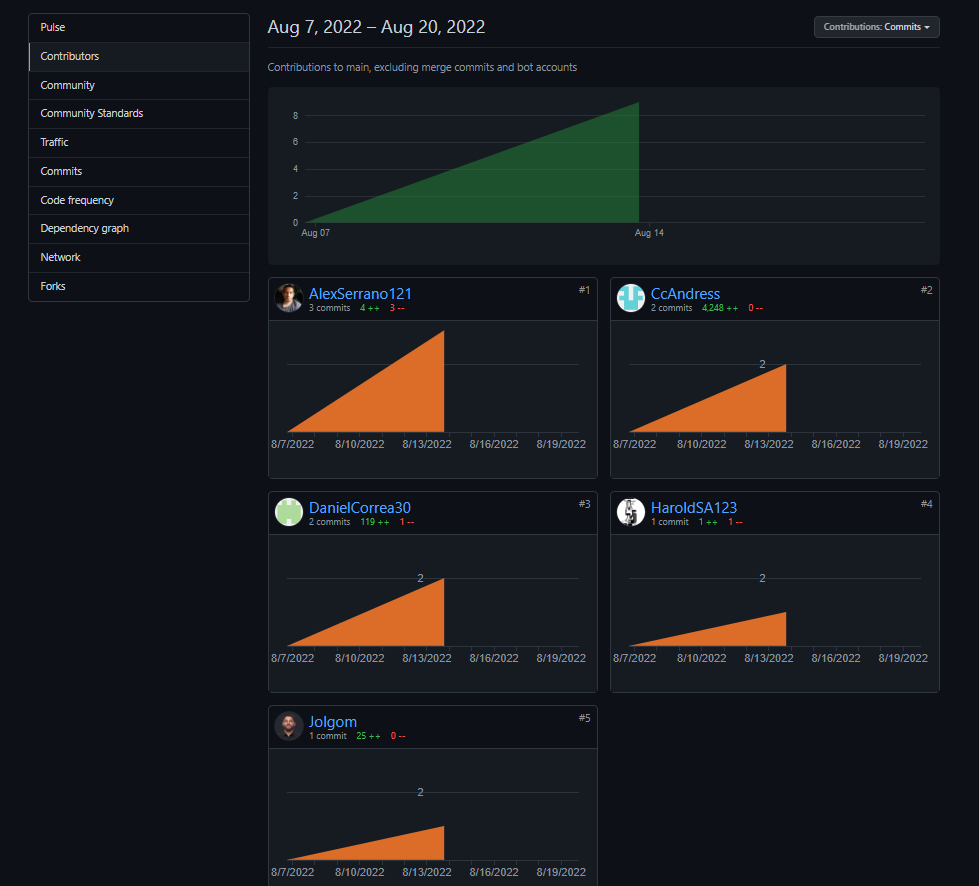 Pulse
Contributors
Community
Community Standards
Traffic
Commits
Code frequency
Dependency graph
Network
Forks
Aug 7, 2022 – Aug 20, 2022
Contributions: Commits
Contributions to main, excluding merge commits and bot accounts
8
6
4
2
0
Aug 07 Aug 14
AlexSerrano121 #1
3 commits 4 ++ 3 --
8/7/2022 8/10/2022 8/13/2022 8/16/2022 8/19/2022
CcAndress #2
2 commits 4,248 ++ 0 --
2
8/7/2022 8/10/2022 8/13/2022 8/16/2022 8/19/2022
DanielCorrea30 #3
2 commits 119 ++ 1 --
2
8/7/2022 8/10/2022 8/13/2022 8/16/2022 8/19/2022
HaroldSA123 #4
1 commit 1 ++ 1 --
2
8/7/2022 8/10/2022 8/13/2022 8/16/2022 8/19/2022
Jolgom #5
1 commit 25 ++ 0 --
2
8/7/2022 8/10/2022 8/13/2022 8/16/2022 8/19/2022